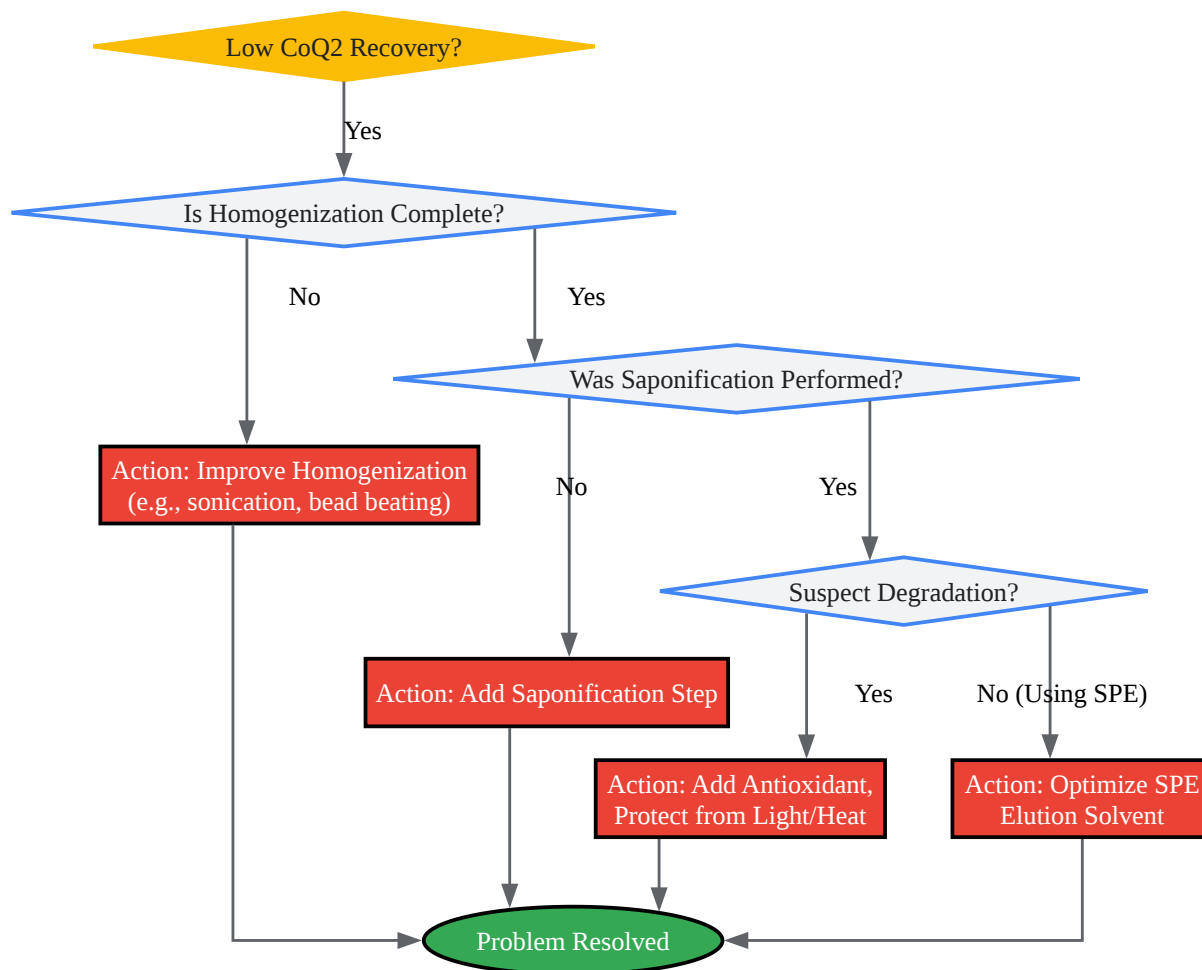 Low CoQ2 Recovery?
Yes
Is Homogenization Complete?
No
Yes
Was Saponification Performed?
Action: Improve Homogenization
(e.g., sonication, bead beating)
No
Yes
Suspect Degradation?
Action: Add Saponification Step
Yes
No (Using SPE)
Action: Add Antioxidant,
Protect from Light/Heat
Action: Optimize SPE
Elution Solvent
Problem Resolved